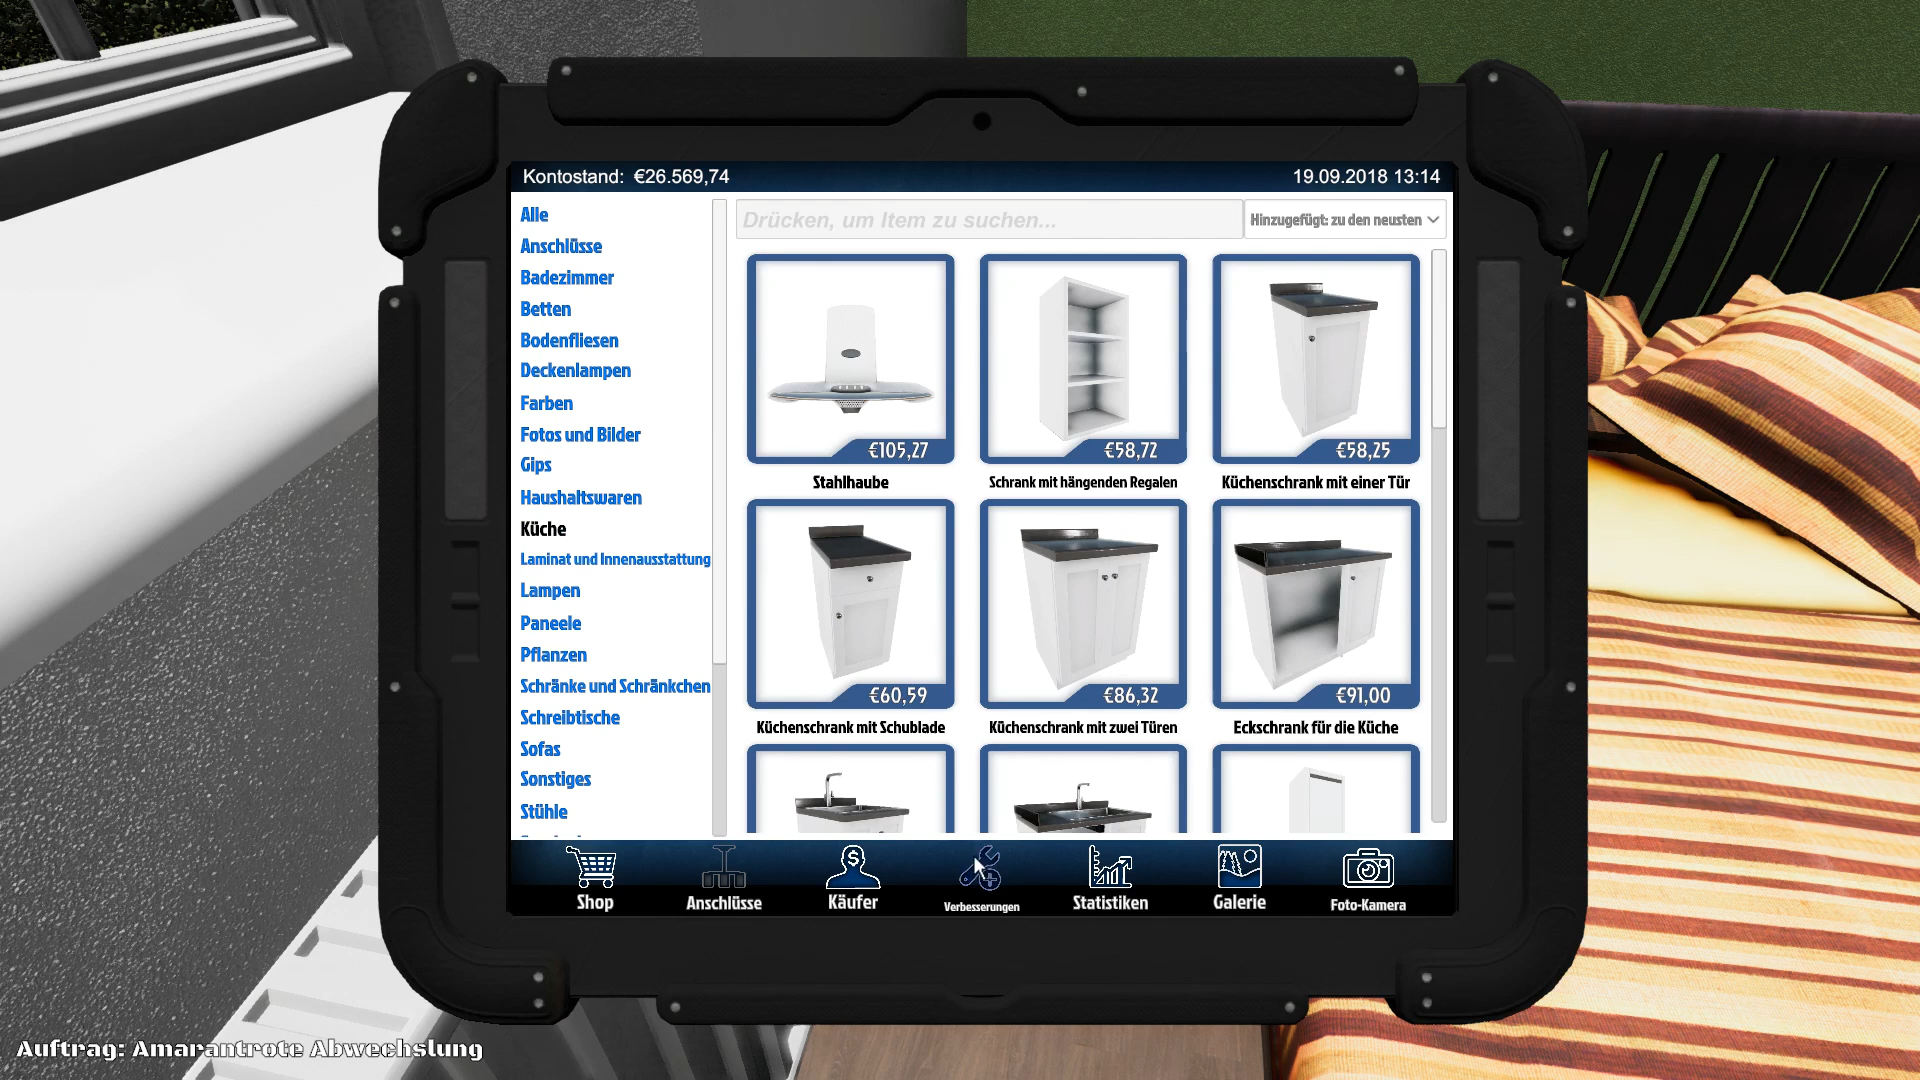 Kontostand: €26.569,74
19.09.2018 13:14
Alle
Anschlüsse
Badezimmer
Betten
Bodenfliesen
Deckenlampen
Farben
Fotos und Bilder
Gips
Haushaltswaren
Küche
Laminat und Innenausstattung
Lampen
Paneele
Pflanzen
Schränke und Schränkchen
Schreibtische
Sofas
Sonstiges
Stühle
Drücken, um Item zu suchen...
Hinzugefügt: zu den neusten
€105,27
€58,72
€58,25
Stahlhaube
Schrank mit hängenden Regalen
Küchenschrank mit einer Tür
€60,59
€86,32
€91,00
Küchenschrank mit Schublade
Küchenschrank mit zwei Türen
Eckschrank für die Küche
Shop
Anschlüsse
Käufer
Verbesserungen
Statistiken
Galerie
Foto-Kamera
Auftrag: Amarantrote Abwechslung